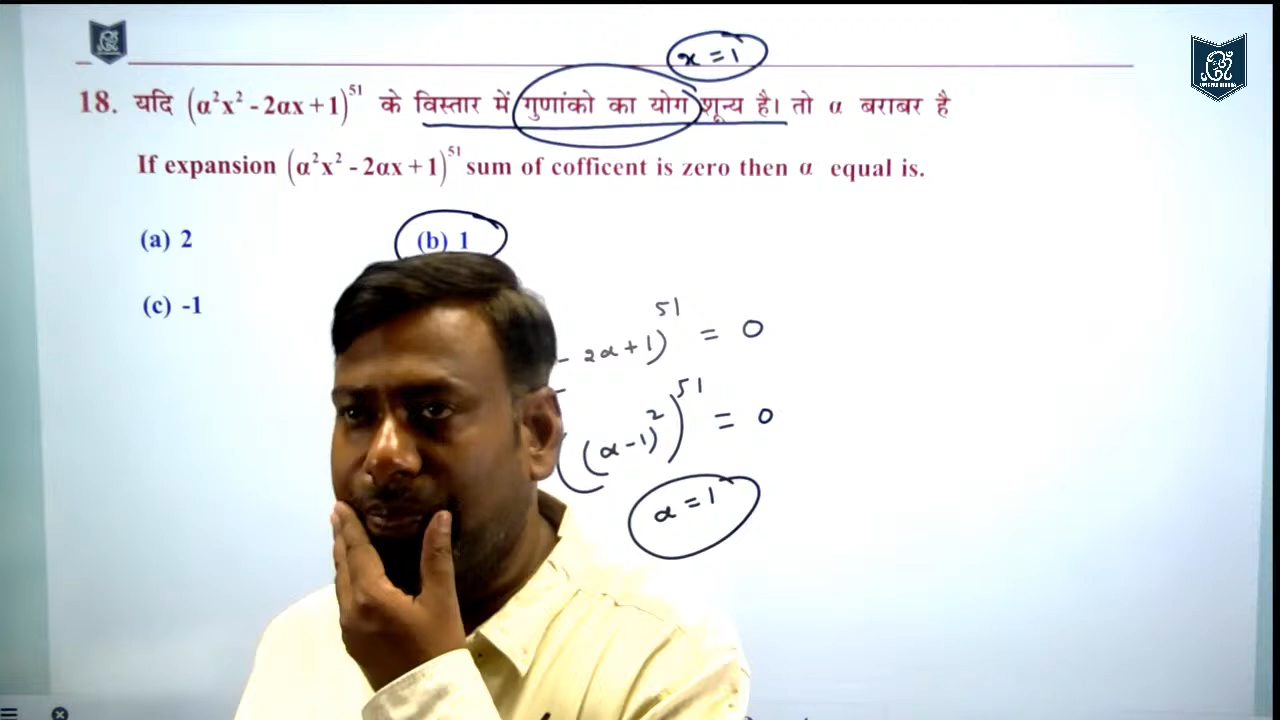 x = 1
18. यदि (α²x² - 2αx + 1)⁵¹ के विस्तार में गुणांको का योग शून्य है। तो α बराबर है
If expansion (α²x² - 2αx + 1)⁵¹ sum of cofficent is zero then α equal is.
(a) 2
(b) 1
(c) -1
- 2α + 1)⁵¹ = 0
((α - 1)²)⁵¹ = 0
α = 1